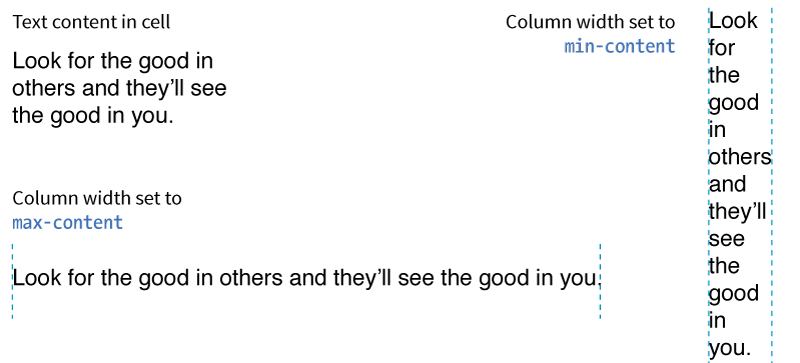 Text content in cell
Look for the good in
others and they’ll see
the good in you.
Column width set to
max-content
Look for the good in others and they’ll see the good in you.
Column width set to
min-content
Look
for
the
good
in
others
and
they’ll
see
the
good
in
you.